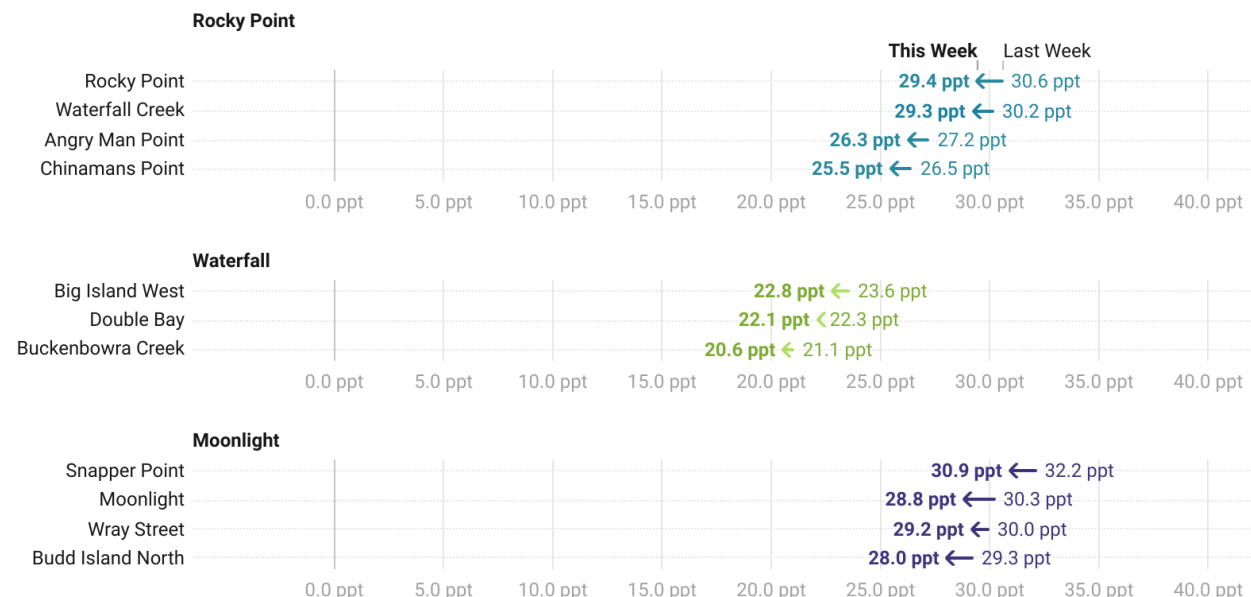 Rocky Point
This Week Last Week
Rocky Point 29.4 ppt 30.6 ppt
Waterfall Creek 29.3 ppt 30.2 ppt
Angry Man Point 26.3 ppt 27.2 ppt
Chinamans Point 25.5 ppt 26.5 ppt
0.0 ppt 5.0 ppt 10.0 ppt 15.0 ppt 20.0 ppt 25.0 ppt 30.0 ppt 35.0 ppt 40.0 ppt
Waterfall
Big Island West 22.8 ppt 23.6 ppt
Double Bay 22.1 ppt 22.3 ppt
Buckenbowra Creek 20.6 ppt 21.1 ppt
0.0 ppt 5.0 ppt 10.0 ppt 15.0 ppt 20.0 ppt 25.0 ppt 30.0 ppt 35.0 ppt 40.0 ppt
Moonlight
Snapper Point 30.9 ppt 32.2 ppt
Moonlight 28.8 ppt 30.3 ppt
Wray Street 29.2 ppt 30.0 ppt
Budd Island North 28.0 ppt 29.3 ppt
0.0 ppt 5.0 ppt 10.0 ppt 15.0 ppt 20.0 ppt 25.0 ppt 30.0 ppt 35.0 ppt 40.0 ppt